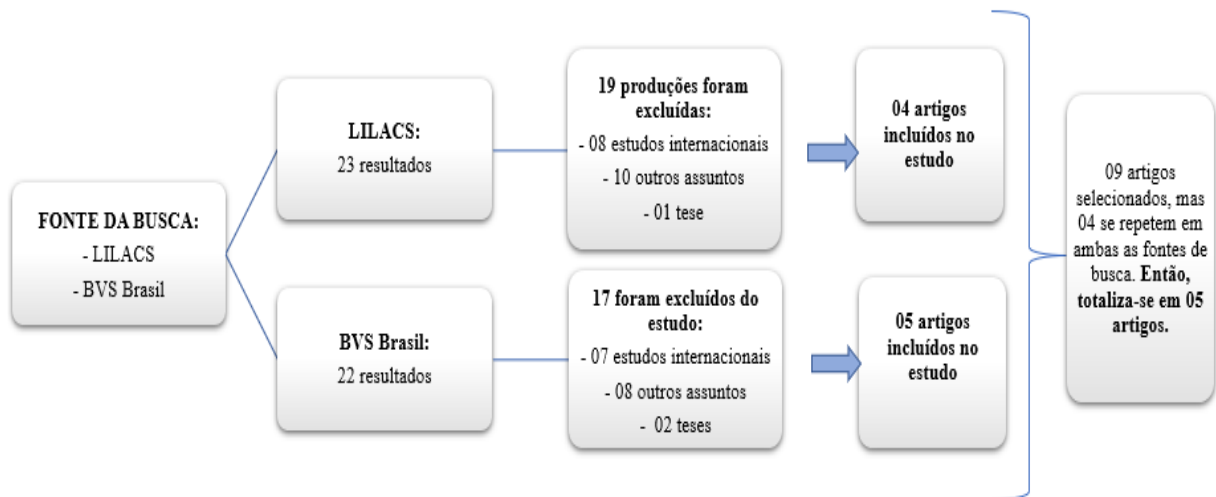 FONTE DA BUSCA:
- LILACS
- BVS Brasil
LILACS:
23 resultados
19 produções foram
excluídas:
- 08 estudos internacionais
- 10 outros assuntos
- 01 tese
04 artigos
incluídos no
estudo
BVS Brasil:
22 resultados
17 foram excluídos do
estudo:
- 07 estudos internacionais
- 08 outros assuntos
- 02 teses
05 artigos
incluídos no
estudo
09 artigos
selecionados, mas
04 se repetem em
ambas as fontes de
busca. Então,
totaliza-se em 05
artigos.